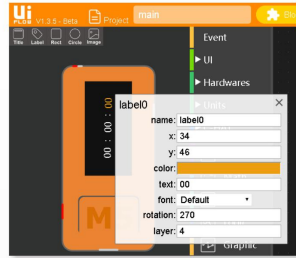 Ui
FLOW
V1.3.5 - Beta
Project
main
Blo
Title
Label
Rect
Circle
Image
Event
UI
Hardwares
00 : 00 : 00
label0
name: label0
x: 34
y: 46
color:
text: 00
font: Default
rotation: 270
layer: 4
M
Graphic